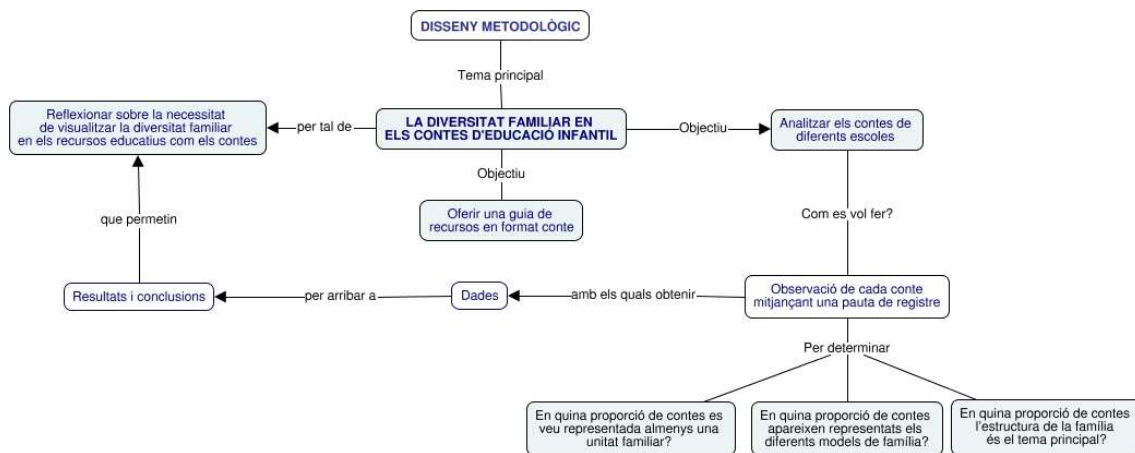 DISSENY METODOLÒGIC
Tema principal
Reflexionar sobre la necessitat
de visualitzar la diversitat familiar
en els recursos educatius com els contes
per tal de
LA DIVERSITAT FAMILIAR EN
ELS CONTES D'EDUCACIÓ INFANTIL
Objectiu
Analitzar els contes de
diferents escoles
Objectiu
Oferir una guia de
recursos en format conte
que permetin
Com es vol fer?
Resultats i conclusions
per arribar a
Dades
amb els quals obtenir
Observació de cada conte
mitjançant una pauta de registre
Per determinar
En quina proporció de contes es
veu representada almenys una
unitat familiar?
En quina proporció de contes
apareixen representats els
diferents models de família?
En quina proporció de contes
l'estructura de la família
és el tema principal?